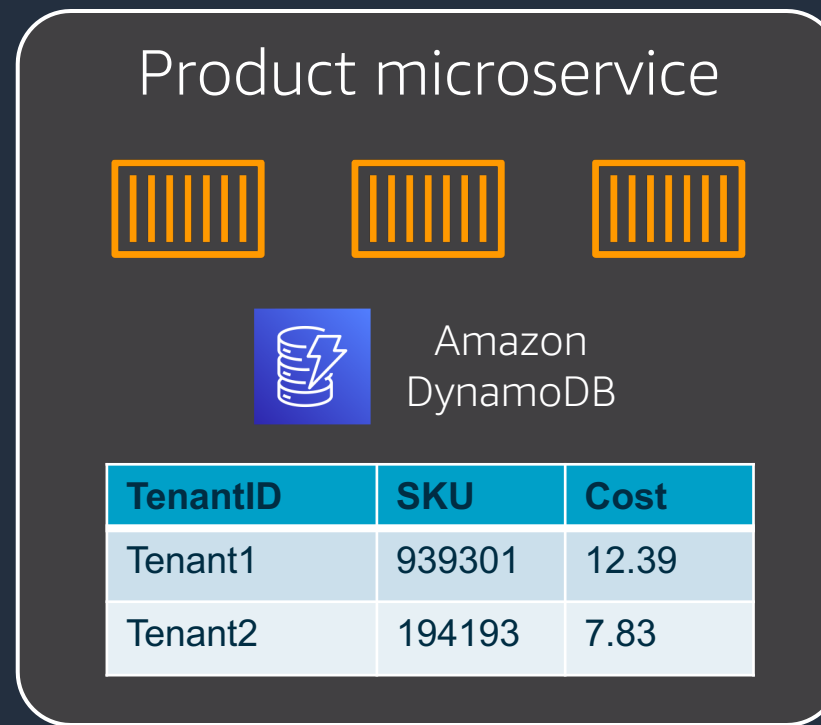 Product microservice
Amazon
DynamoDB
TenantID SKU Cost
Tenant1 939301 12.39
Tenant2 194193 7.83